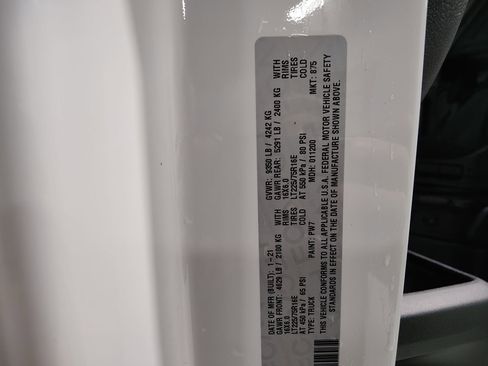 DATE OF MFR (BUILT): 1-21 GVWR: 9350 LB / 4242 KG
GAWR FRONT: 4629 LB / 2100 KG WITH GAWR REAR: 5291 LB / 2400 KG WITH
16X6.0 RIMS 16X6.0 RIMS
LT225/75R16E TIRES LT225/75R16E TIRES
AT 450 kPa / 65 PSI COLD AT 550 kPa / 80 PSI COLD
TYPE: TRUCK PAINT: PW7 MDH: 011200 MKT: 875
THIS VEHICLE CONFORMS TO ALL APPLICABLE U.S.A. FEDERAL MOTOR VEHICLE SAFETY
STANDARDS IN EFFECT ON THE DATE OF MANUFACTURE SHOWN ABOVE.